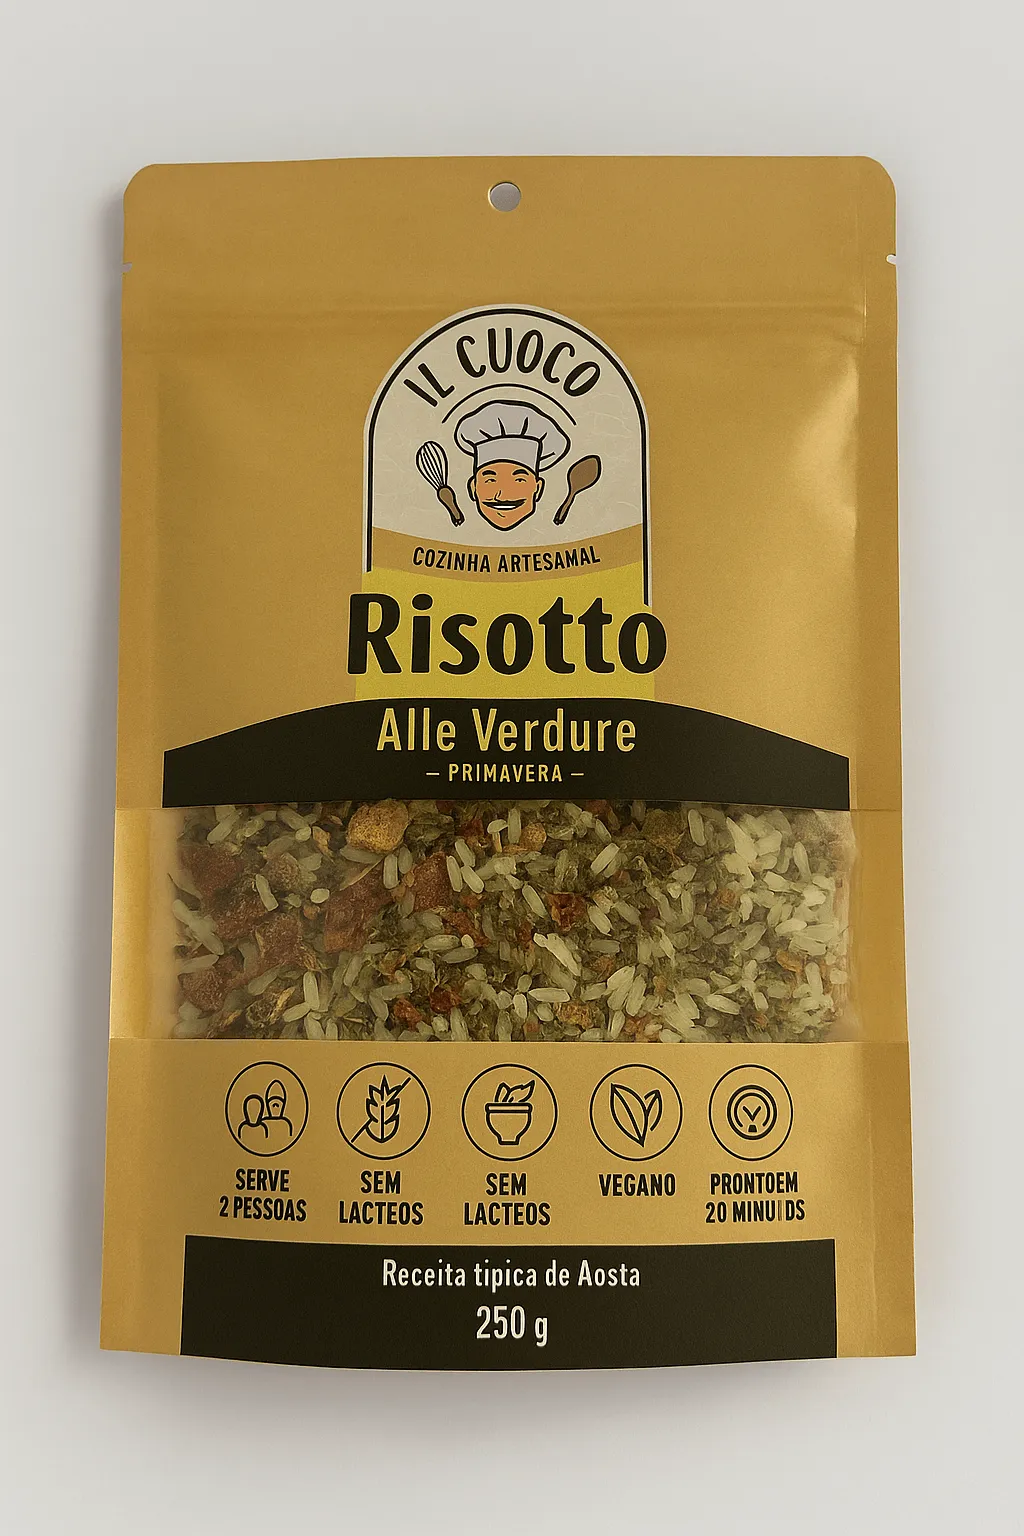 IL CUOCO
COZINHA ARTESAMAL
Risotto
Alle Verdure
– PRIMAVERA –
SERVE
2 PESSOAS
SEM
LACTEOS
SEM
LACTEOS
VEGANO
PRONTOEM
20
Receita tipica de Aosta
250 g